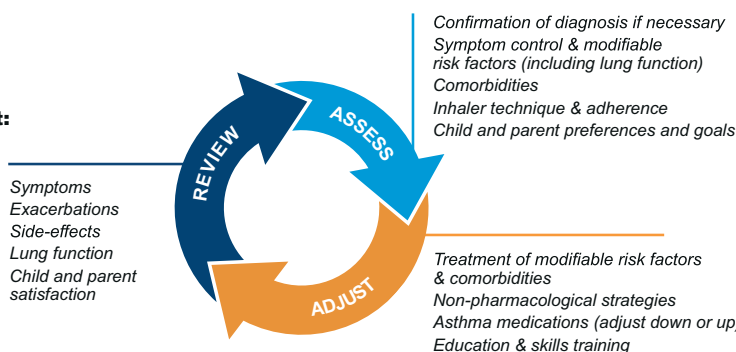 Confirmation of diagnosis if necessary
Symptom control & modifiable
risk factors (including lung function)
Comorbidities
Inhaler technique & adherence
Child and parent preferences and goals
ASSESS
REVIEW
Symptoms
Exacerbations
Side-effects
Lung function
Child and parent
satisfaction
ADJUST
Treatment of modifiable risk factors
& comorbidities
Non-pharmacological strategies
Asthma medications (adjust down or up
Education & skills training